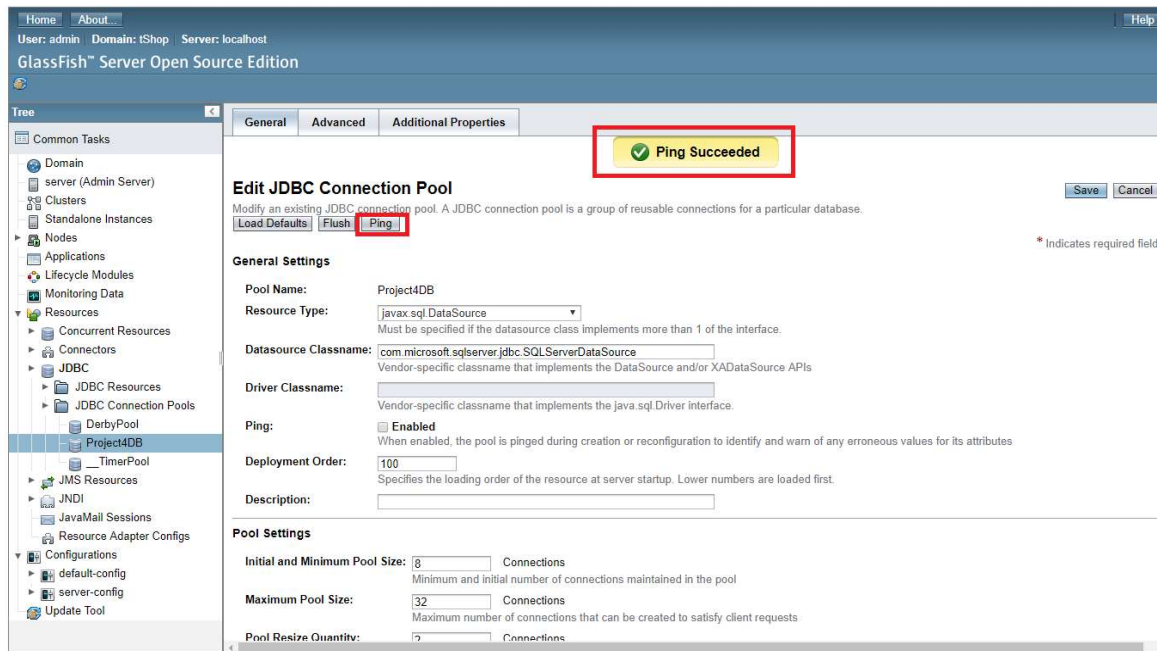 Home About... Help
User: admin Domain: tShop Server: localhost
GlassFish™ Server Open Source Edition
Tree
Common Tasks
Domain
server (Admin Server)
Clusters
Standalone Instances
Nodes
Applications
Lifecycle Modules
Monitoring Data
Resources
Concurrent Resources
Connectors
JDBC
JDBC Resources
JDBC Connection Pools
DerbyPool
Project4DB
__TimerPool
JMS Resources
JNDI
JavaMail Sessions
Resource Adapter Configs
Configurations
default-config
server-config
Update Tool
General Advanced Additional Properties
Ping Succeeded
Edit JDBC Connection Pool
Save Cancel
Modify an existing JDBC connection pool. A JDBC connection pool is a group of reusable connections for a particular database.
Load Defaults Flush Ping
* Indicates required field
General Settings
Pool Name: Project4DB
Resource Type: javax.sql.DataSource
Must be specified if the datasource class implements more than 1 of the interface.
Datasource Classname: com.microsoft.sqlserver.jdbc.SQLServerDataSource
Vendor-specific classname that implements the DataSource and/or XADataSource APIs
Driver Classname:
Vendor-specific classname that implements the java.sql.Driver interface.
Ping: Enabled
When enabled, the pool is pinged during creation or reconfiguration to identify and warn of any erroneous values for its attributes
Deployment Order: 100
Specifies the loading order of the resource at server startup. Lower numbers are loaded first.
Description:
Pool Settings
Initial and Minimum Pool Size: 8 Connections
Minimum and initial number of connections maintained in the pool
Maximum Pool Size: 32 Connections
Maximum number of connections that can be created to satisfy client requests
Pool Resize Quantity: 2 Connections